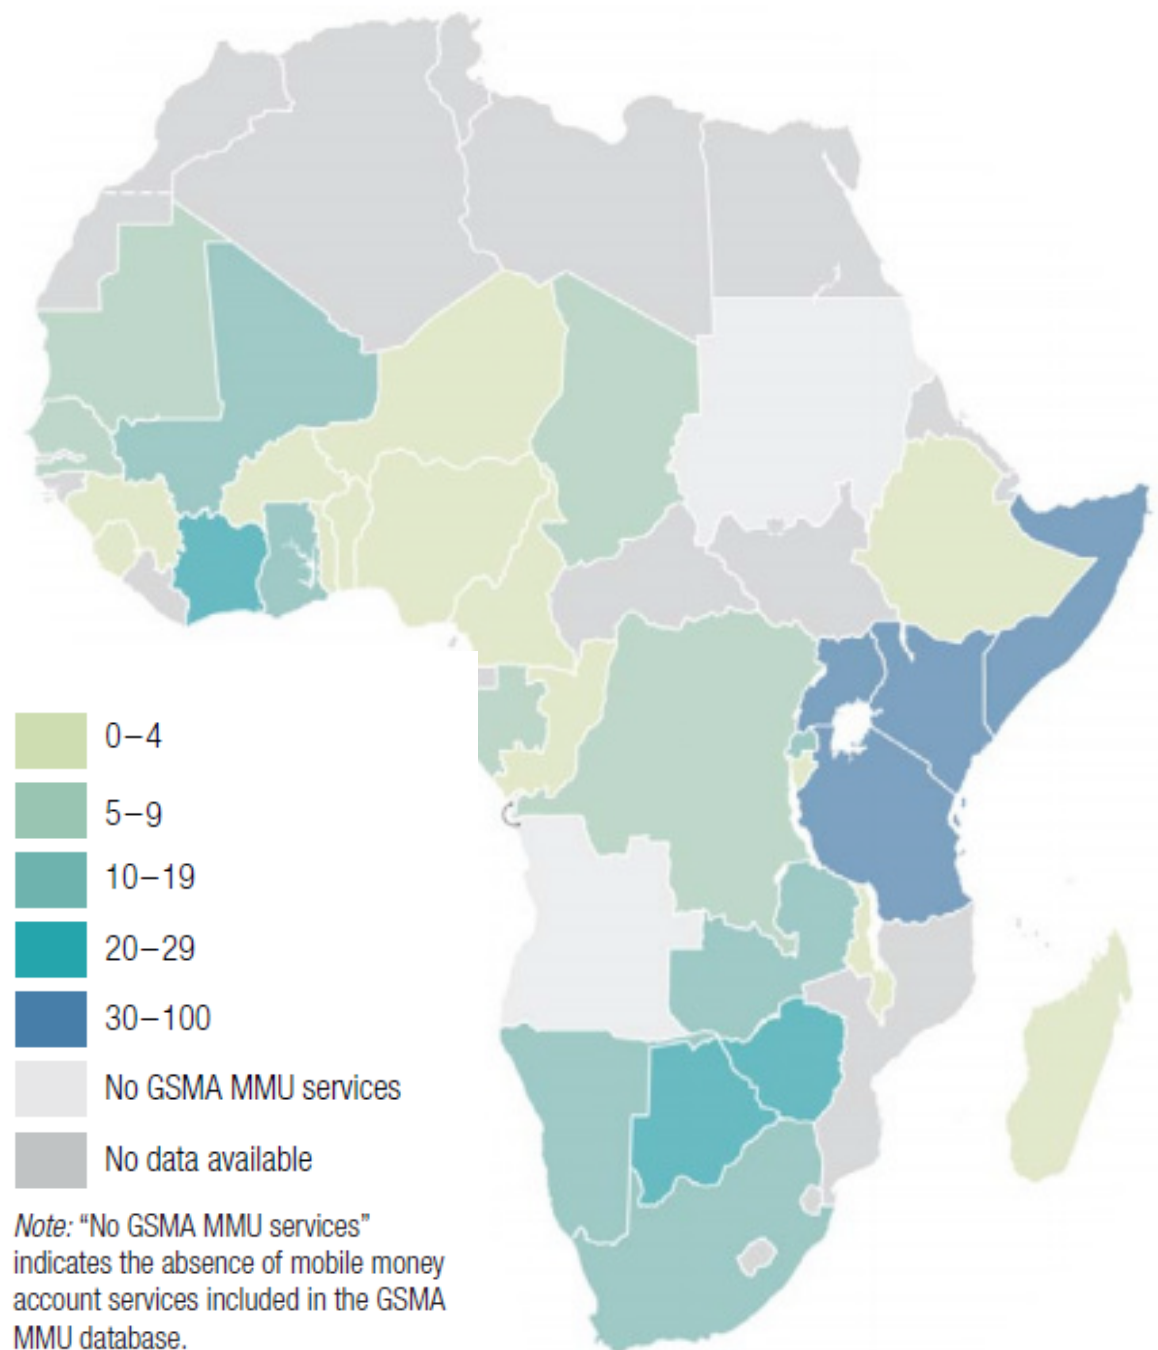 0–4
5–9
10–19
20–29
30–100
No GSMA MMU services
No data available
Note: “No GSMA MMU services”
indicates the absence of mobile money
account services included in the GSMA
MMU database.